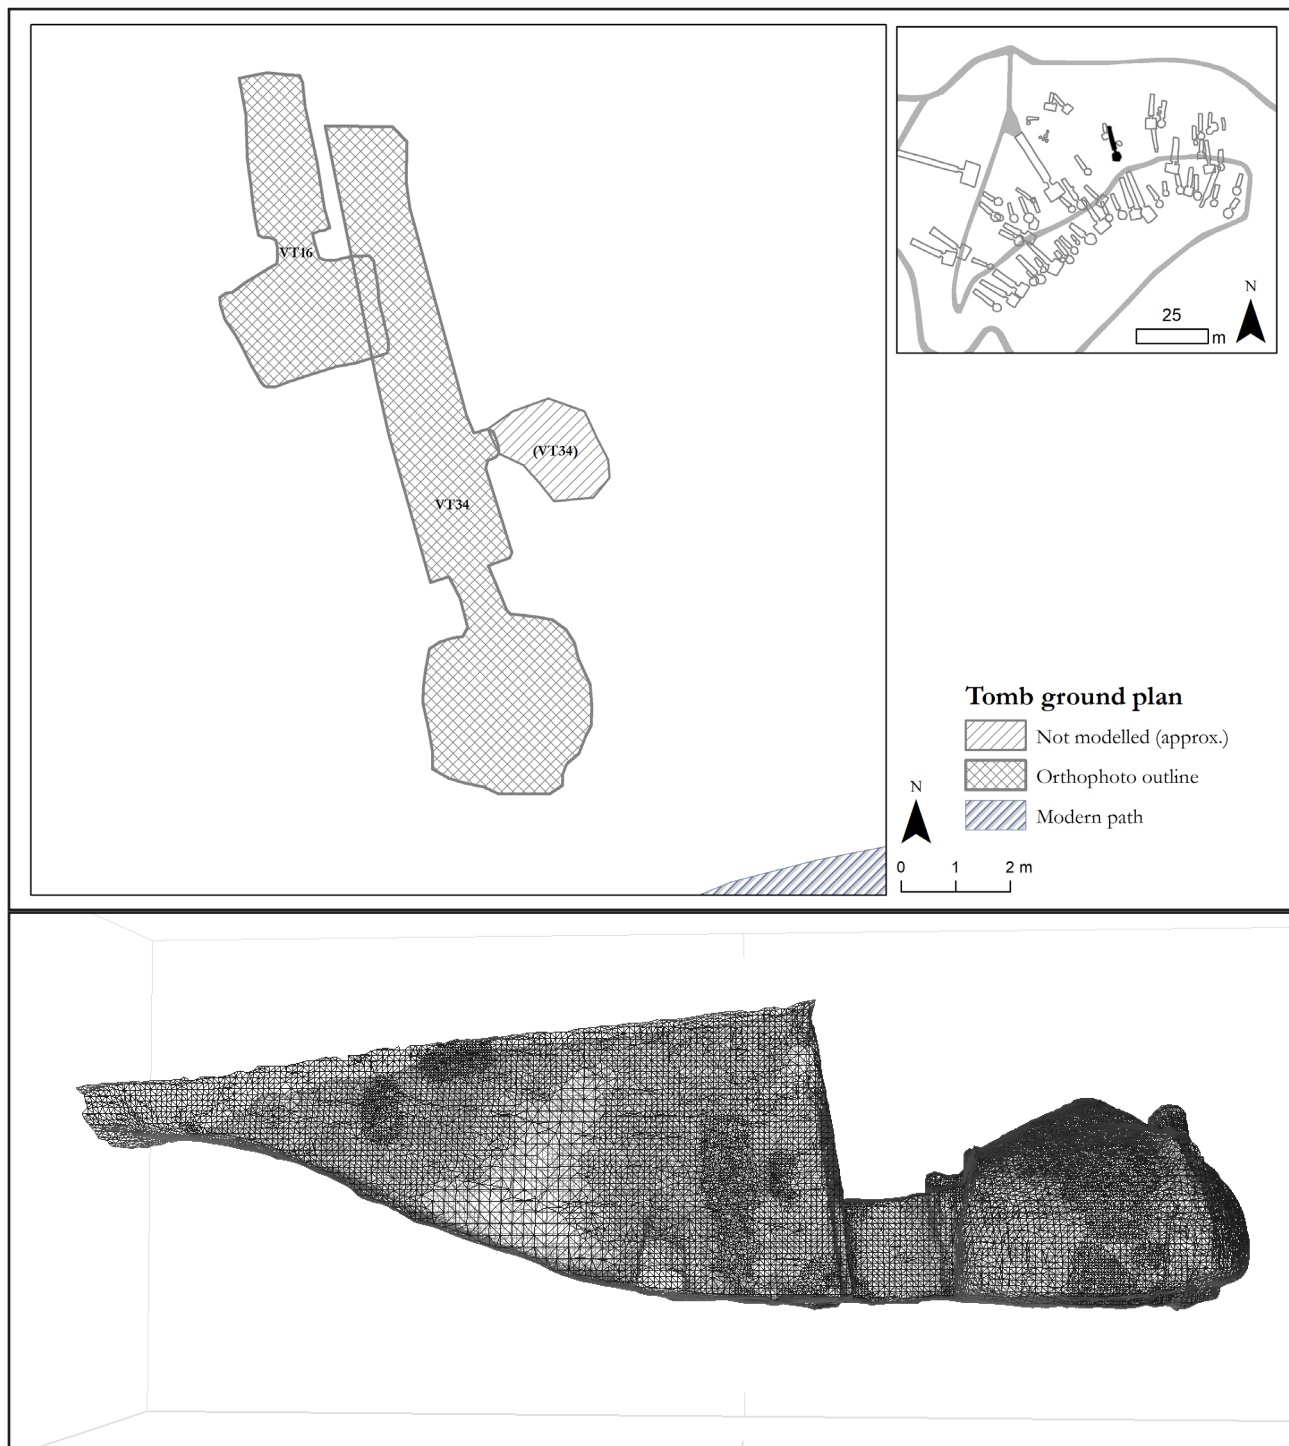 VT16
(VT34)
VT34
N
25
m
Tomb ground plan
Not modelled (approx.)
Orthophoto outline
Modern path
N
0 1 2 m